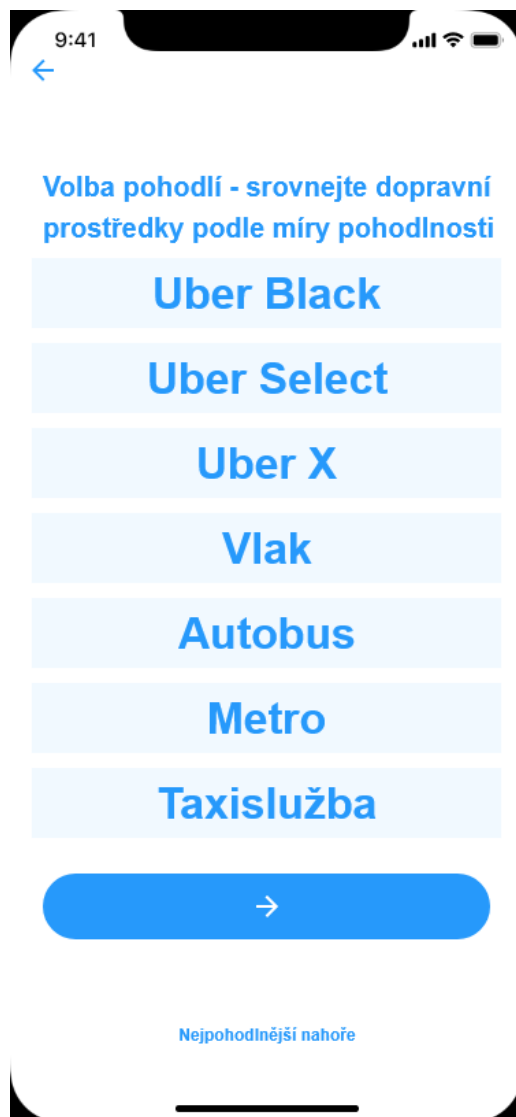 9:41
Volba pohodlí - srovnejte dopravní
prostředky podle míry pohodlnosti
Uber Black
Uber Select
Uber X
Vlak
Autobus
Metro
Taxislužba
Nejpohodlnější nahoře